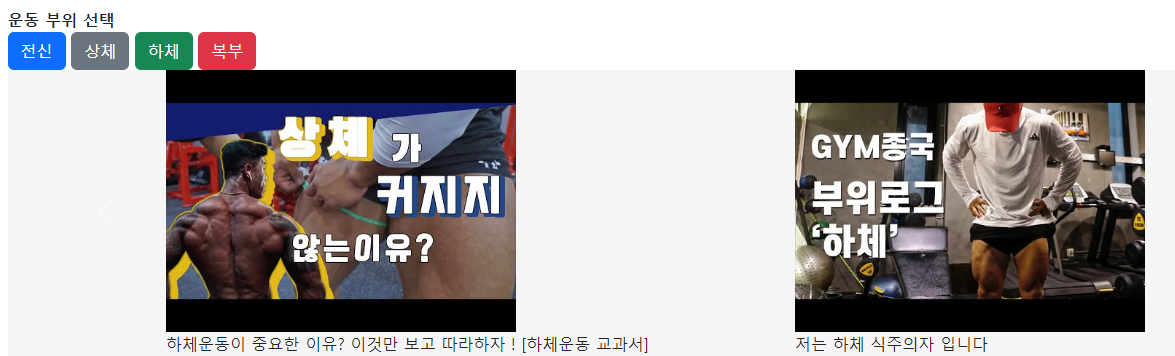 운동 부위 선택
전신 상체 하체 복부
상체가
커지지
않는이유?
GYM종국
부위로그
'하체'
하체운동이 중요한 이유? 이것만 보고 따라하자 ! [하체운동 교과서]
저는 하체 식주의자 입니다